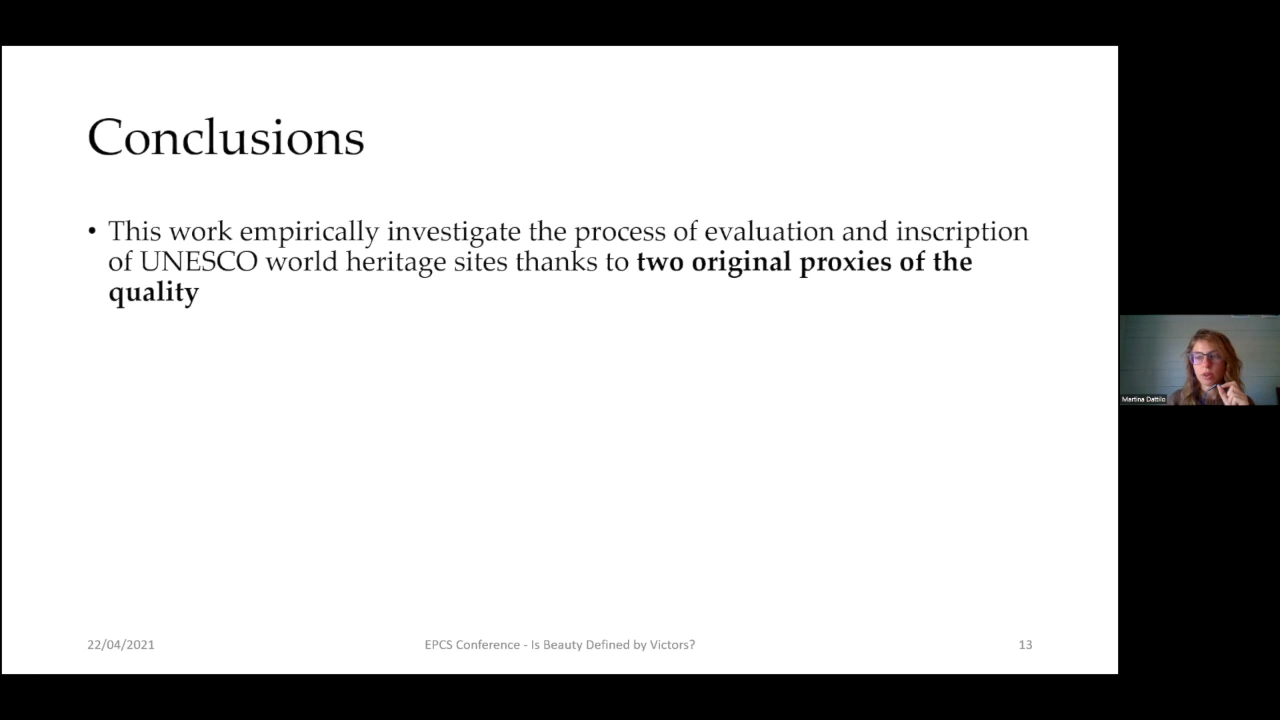 Conclusions
• This work empirically investigate the process of evaluation and inscription
of UNESCO world heritage sites thanks to two original proxies of the
quality
Martina Dattilo
22/04/2021
EPCS Conference - Is Beauty Defined by Victors?
13